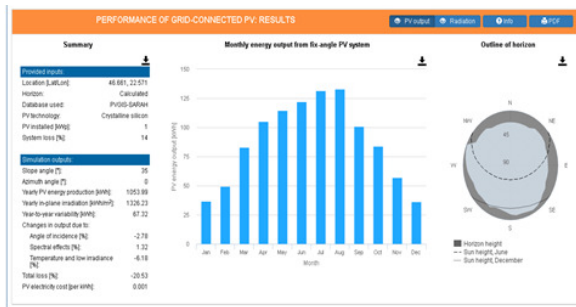 PERFORMANCE OF GRID-CONNECTED PV: RESULTS
PV output
Radiation
Info
PDF
Summary
Provided inputs:
Location [Lat/Lon]: 46.661, 22.571
Horizon: Calculated
Database used: PVGIS-SARAH
PV technology: Crystalline silicon
PV installed [kWp]: 1
System loss [%]: 14
Simulation outputs:
Slope angle [°]: 35
Azimuth angle [°]: 0
Yearly PV energy production [kWh]: 1053.89
Yearly in-plane irradiation [kWh/m²]: 1326.23
Year-to-year variability [kWh]: 67.32
Changes in output due to:
Angle of incidence [%]: -2.78
Spectral effects [%]: 1.32
Temperature and low irradiance [%]: -6.18
Total loss [%]: -20.53
PV electricity cost [per kWh]: 0.001
Monthly energy output from fix-angle PV system
PV energy output [kWh]
150
125
100
75
50
25
0
Jan Feb Mar Apr May Jun Jul Aug Sep Oct Nov Dec
Month
Outline of horizon
N
NW NE
45
W 90 E
SW SE
S
Horizon height
Sun height, June
Sun height, December